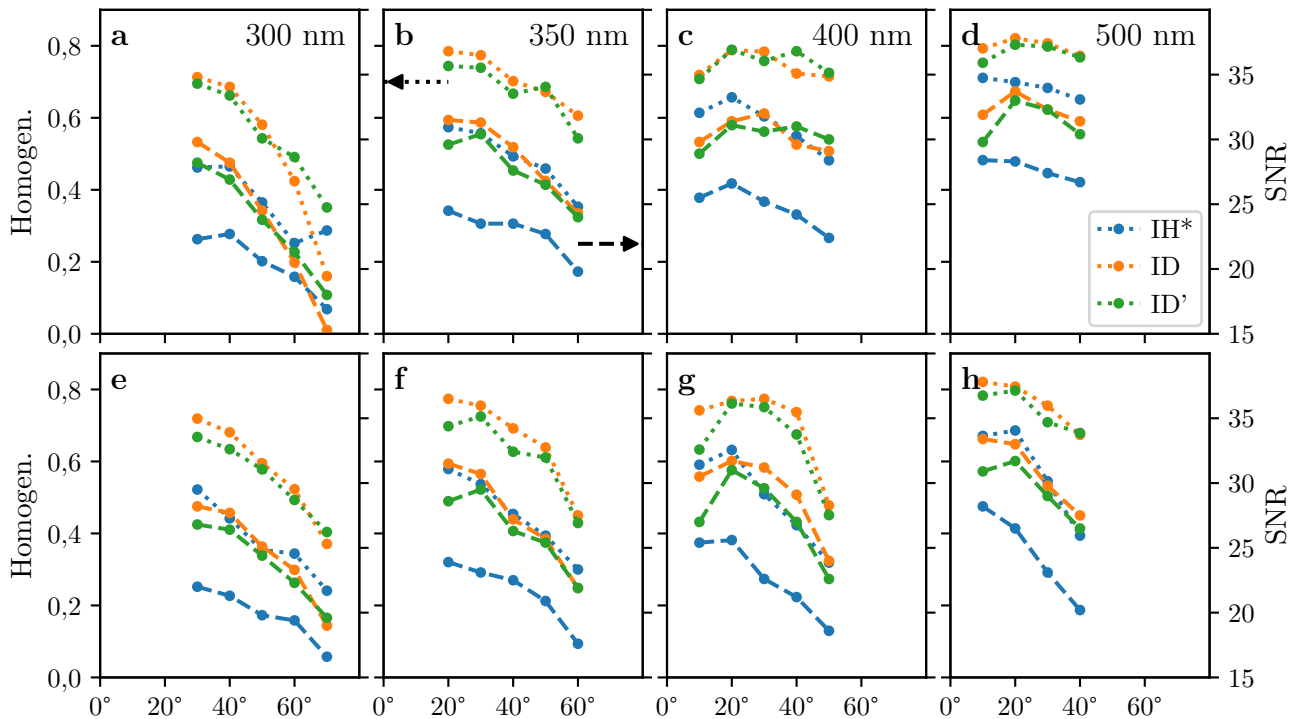 a 300 nm
b 350 nm
c 400 nm
d 500 nm
Homogen.
0,8
0,6
0,4
0,2
0,0
35
30
25
20
15
SNR
IH*
ID
ID'
e
f
g
h
Homogen.
0,8
0,6
0,4
0,2
0,0
35
30
25
20
15
SNR
0° 20° 40° 60° 0° 20° 40° 60° 0° 20° 40° 60° 0° 20° 40° 60°